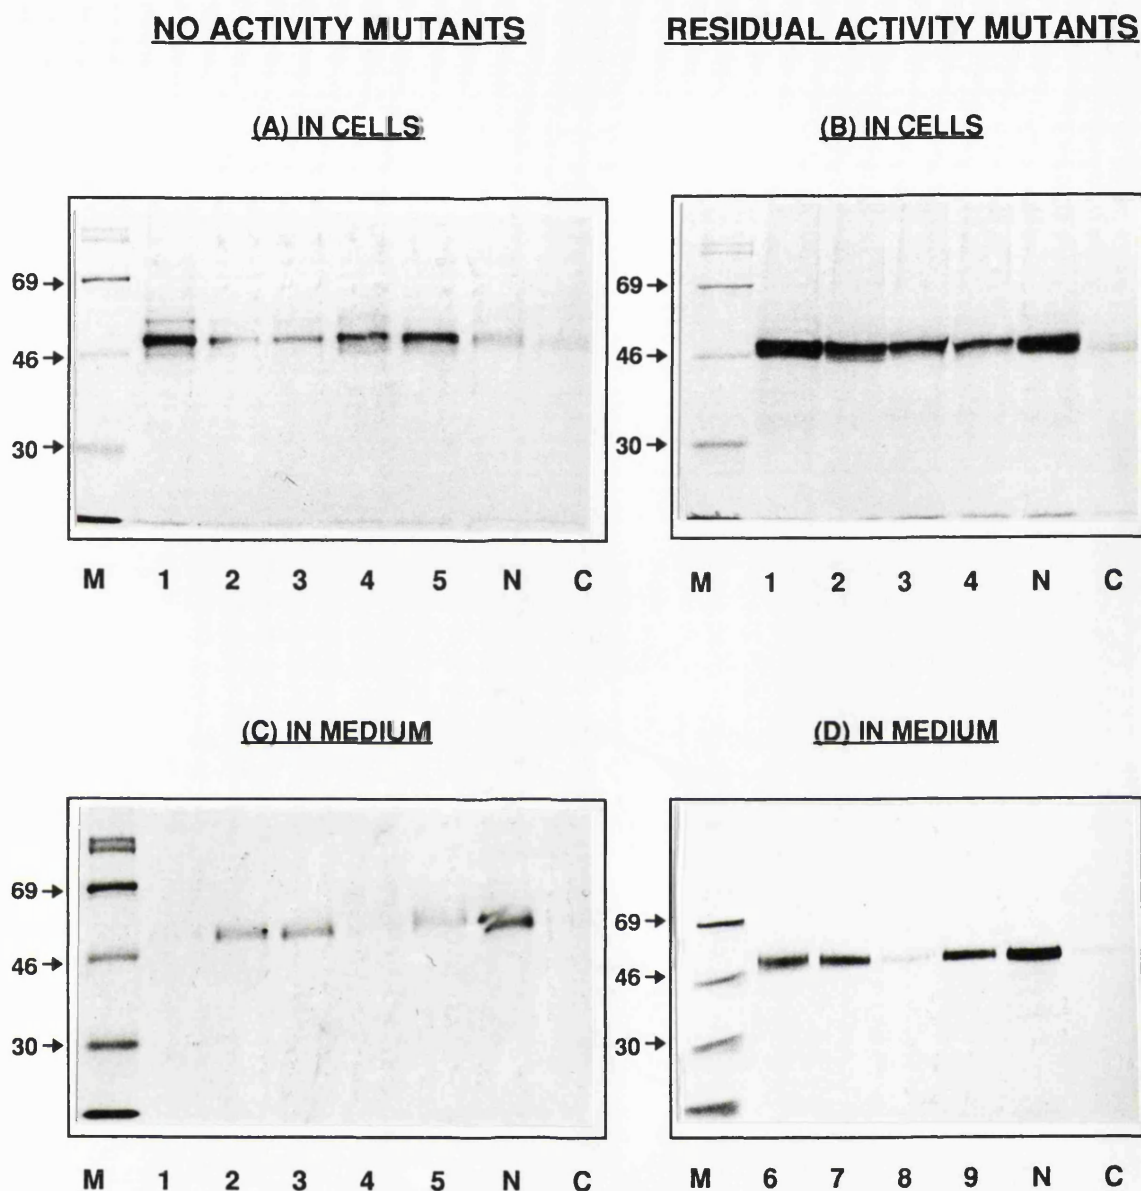 NO ACTIVITY MUTANTS
RESIDUAL ACTIVITY MUTANTS
(A) IN CELLS
(B) IN CELLS
69→
46→
30→
69→
46→
30→
M 1 2 3 4 5 N C
M 1 2 3 4 N C
(C) IN MEDIUM
(D) IN MEDIUM
69→
46→
30→
69→
46→
30→
M 1 2 3 4 5 N C
M 6 7 8 9 N C